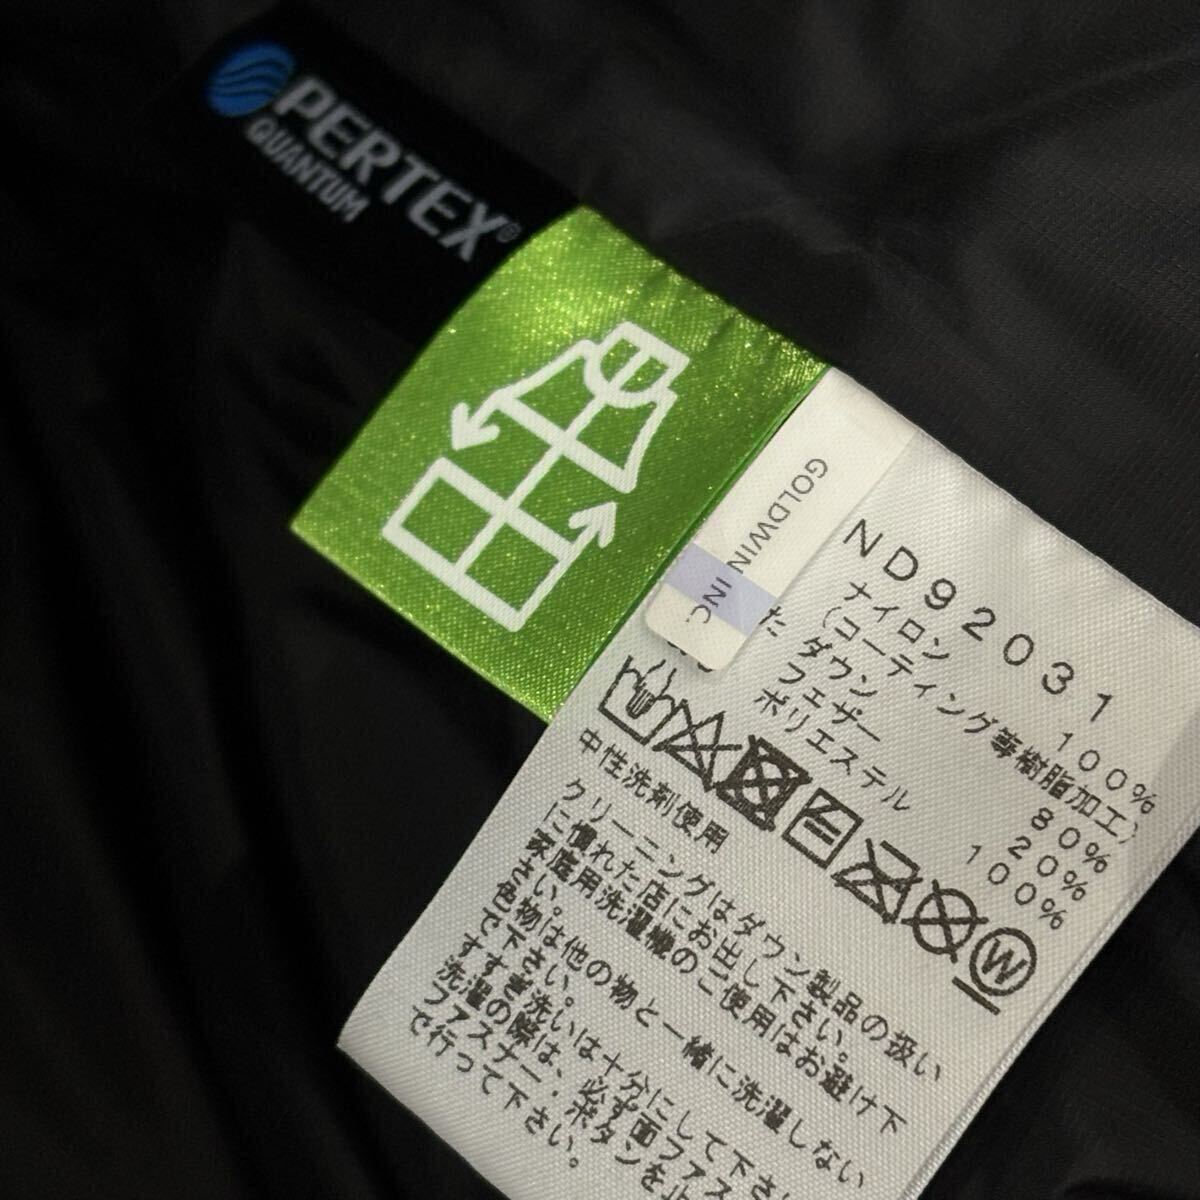 PERTEX®
QUANTUM
GOLDWIN INC.
ND92031
ナイロン 100%
(コーティング等樹脂加工)
た ダウン 80%
フェザー 20%
ポリエステル 100%
W
中性洗剤使用
クリーニングはダウン製品の扱い
に慣れた店にお出し下さい。
家庭用洗濯機のご使用はお避け下
さい。
色物は他の物と一緒に洗濯しない
で下さい。
すすぎ洗いは十分にして下さ
洗濯の際は、必ず面ファス
ファスナー・ボタンを止
で行って下さい。